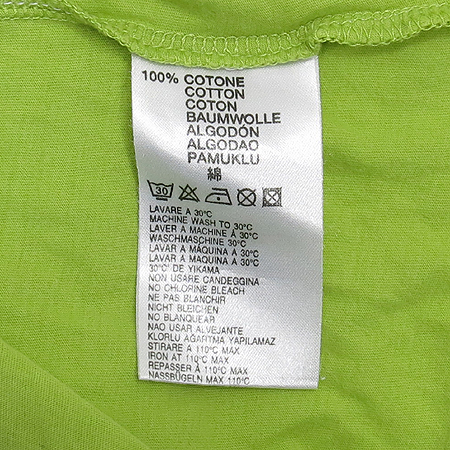 100% COTONE
COTTON
COTON
BAUMWOLLE
ALGODÓN
ALGODAO
PAMUKLU
綿
30
LAVARE A 30°C
MACHINE WASH TO 30°C
LAVER A MACHINE A 30°C
WASCHMASCHINE 30°C
LAVAR A MÁQUINA A 30°C
LAVAR A MAQUINA A 30°C
30°C' DE YIKAMA
NON USARE CANDEGGINA
NO CHLORINE BLEACH
NE PAS BLANCHIR
NICHT BLEICHEN
NO BLANQUEAR
NAO USAR ALVEJANTE
KLORLU AGARTMA YAPILAMAZ
STIRARE A 110°C MAX
IRON AT 110°C MAX
REPASSER A 110°C MAX
NASSBÜGELN MAX 110°C